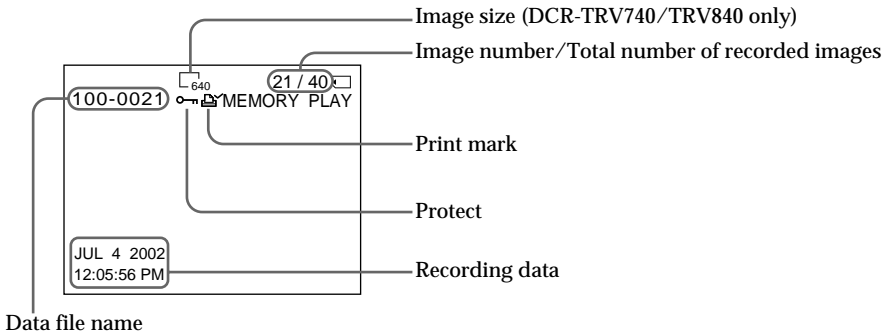 Image size (DCR-TRV740/TRV840 only)
Image number/Total number of recorded images
640
21 / 40
100-0021
MEMORY PLAY
Print mark
Protect
JUL 4 2002
12:05:56 PM
Recording data
Data file name